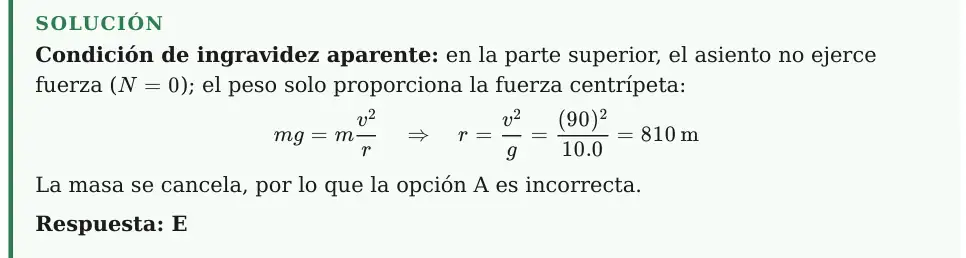 SOLUCIÓN
Condición de ingravidez aparente: en la parte superior, el asiento no ejerce
fuerza (N = 0); el peso solo proporciona la fuerza centrípeta:
mg = m v²/r ⇒ r = v²/g = (90)²/10.0 = 810 m
La masa se cancela, por lo que la opción A es incorrecta.
Respuesta: E